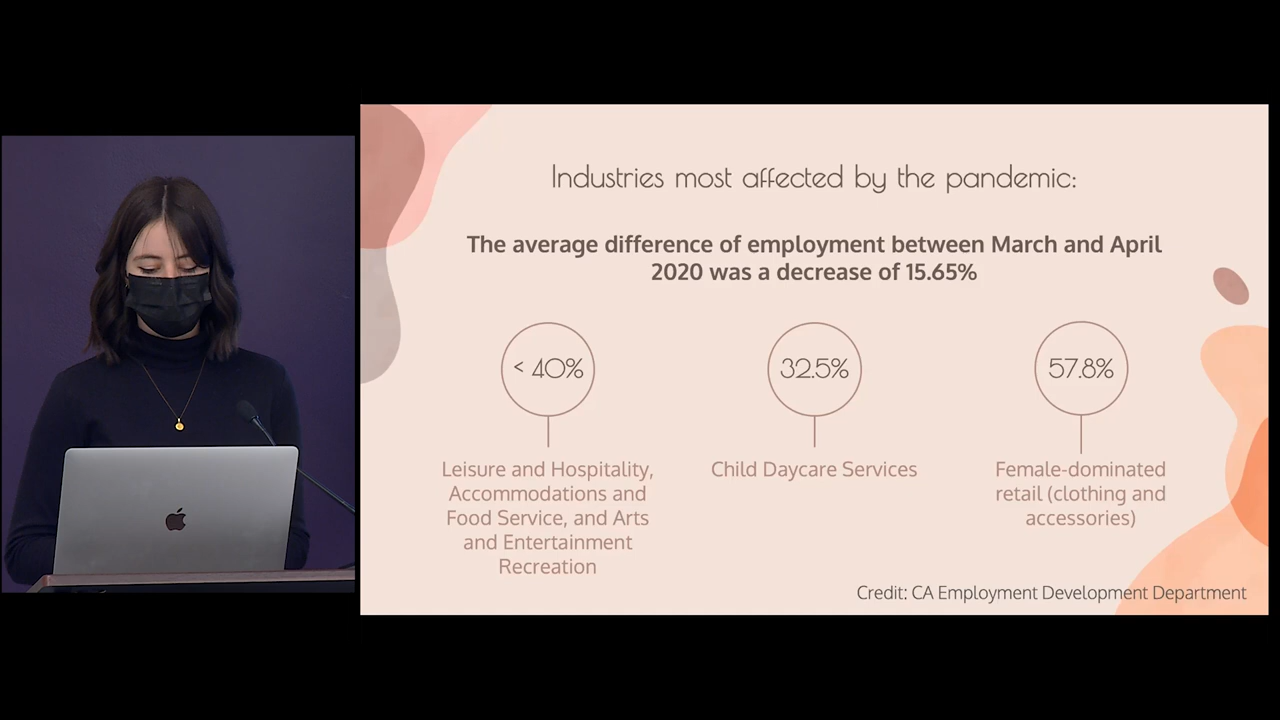 Industries most affected by the pandemic:
The average difference of employment between March and April
2020 was a decrease of 15.65%
< 40%
Leisure and Hospitality,
Accommodations and
Food Service, and Arts
and Entertainment
Recreation
32.5%
Child Daycare Services
57.8%
Female-dominated
retail (clothing and
accessories)
Credit: CA Employment Development Department